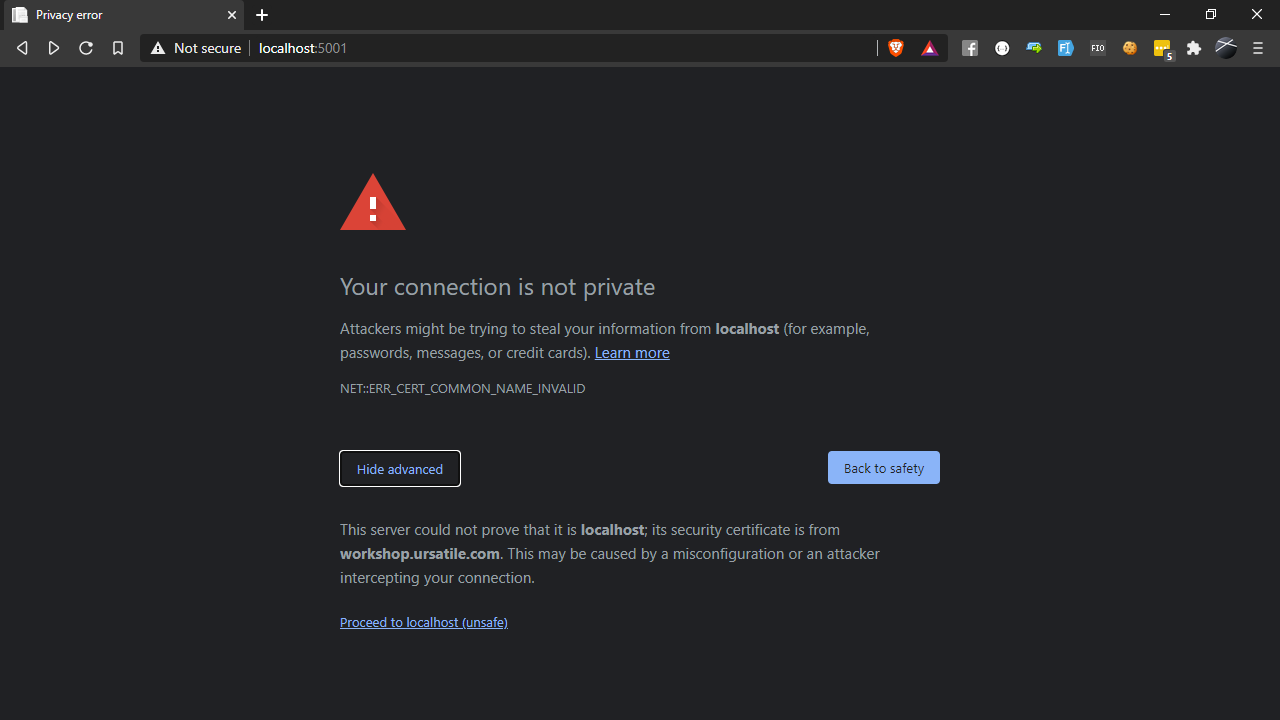 Privacy error
Not secure
localhost:5001
FIO
5
Your connection is not private
Attackers might be trying to steal your information from localhost (for example,
passwords, messages, or credit cards). Learn more
NET::ERR_CERT_COMMON_NAME_INVALID
Hide advanced
Back to safety
This server could not prove that it is localhost; its security certificate is from
workshop.ursatile.com. This may be caused by a misconfiguration or an attacker
intercepting your connection.
Proceed to localhost (unsafe)